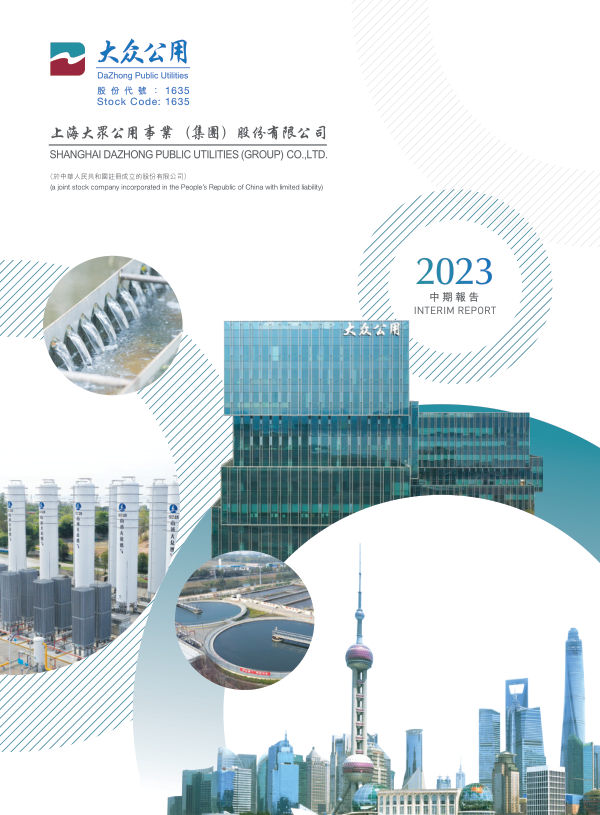 大众公用
DaZhong Public Utilities
股份代號：1635
Stock Code: 1635
上海大眾公用事業（集團）股份有限公司
SHANGHAI DAZHONG PUBLIC UTILITIES (GROUP) CO.,LTD.
（於中華人民共和國註冊成立的股份有限公司）
(a joint stock company incorporated in the People's Republic of China with limited liability)
2023
中期報告
INTERIM REPORT
大众公用